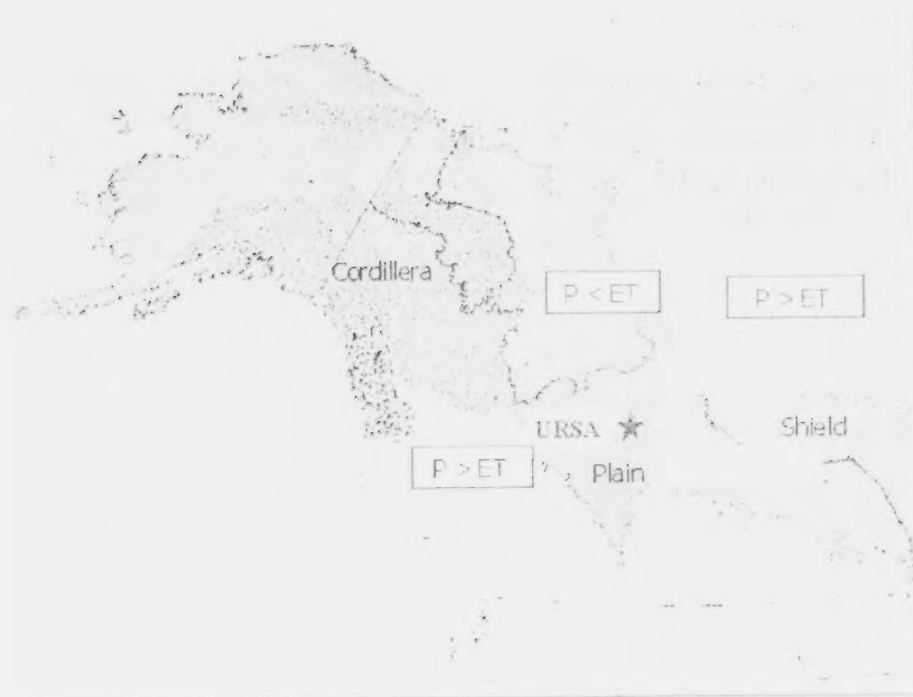 Cordillera
P < ET
P > ET
URSA
Shield
P > ET
Plain